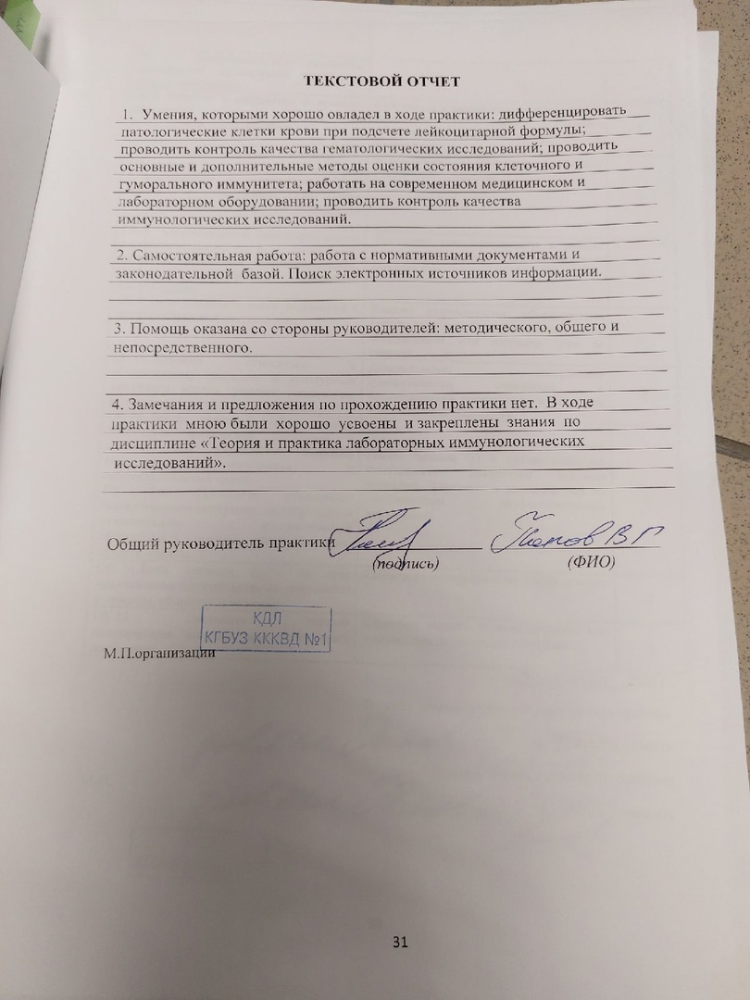 ТЕКСТОВОЙ ОТЧЕТ
1. Умения, которыми хорошо овладел в ходе практики: дифференцировать
патологические клетки крови при подсчете лейкоцитарной формулы;
проводить контроль качества гематологических исследований; проводить
основные и дополнительные методы оценки состояния клеточного и
гуморального иммунитета; работать на современном медицинском и
лабораторном оборудовании; проводить контроль качества
иммунологических исследований.
2. Самостоятельная работа: работа с нормативными документами и
законодательной базой. Поиск электронных источников информации.
3. Помощь оказана со стороны руководителей: методического, общего и
непосредственного.
4. Замечания и предложения по прохождению практики нет. В ходе
практики мною были хорошо усвоены и закреплены знания по
дисциплине «Теория и практика лабораторных иммунологических
исследований».
Общий руководитель практики В Г
(подпись) (ФИО)
КДЛ
КГБУЗ КККВД №1
М.П.организации
31